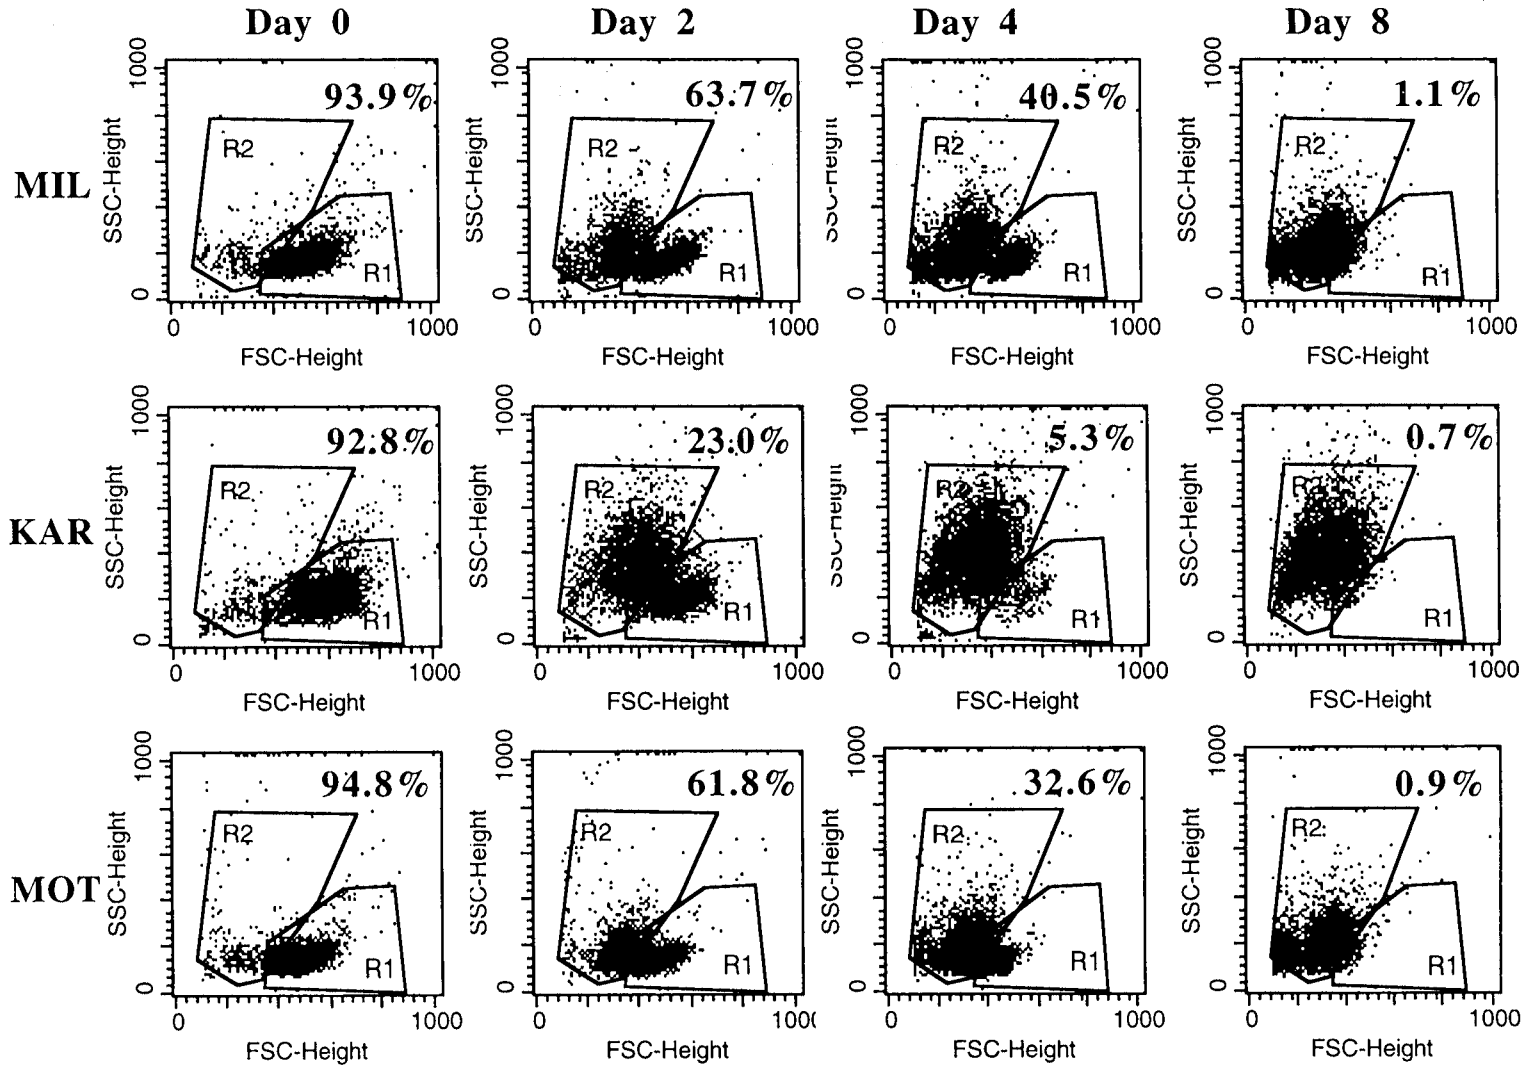 Day 0 Day 2 Day 4 Day 8
MIL
1000 SSC-Height 0 93.9% R2 R1 0 1000 FSC-Height
1000 SSC-Height 0 63.7% R2 R1 0 1000 FSC-Height
1000 SSC-Height 0 40.5% R2 R1 0 1000 FSC-Height
1000 SSC-Height 0 1.1% R2 R1 0 1000 FSC-Height
KAR
1000 SSC-Height 0 92.8% R2 R1 0 1000 FSC-Height
1000 SSC-Height 0 23.0% R2 R1 0 1000 FSC-Height
1000 0 5.3% R2 R1 0 1000 FSC-Height
1000 SSC-Height 0 0.7% R2 R1 0 1000 FSC-Height
MOT
1000 SSC-Height 0 94.8% R2 R1 0 1000 FSC-Height
1000 SSC-Height 0 61.8% R2 R1 0 FSC-Height
1000 SSC-Height 0 32.6% R2 R1 0 1000 FSC-Height
1000 SSC-Height 0 0.9% R2 R1 0 1000 FSC-Height